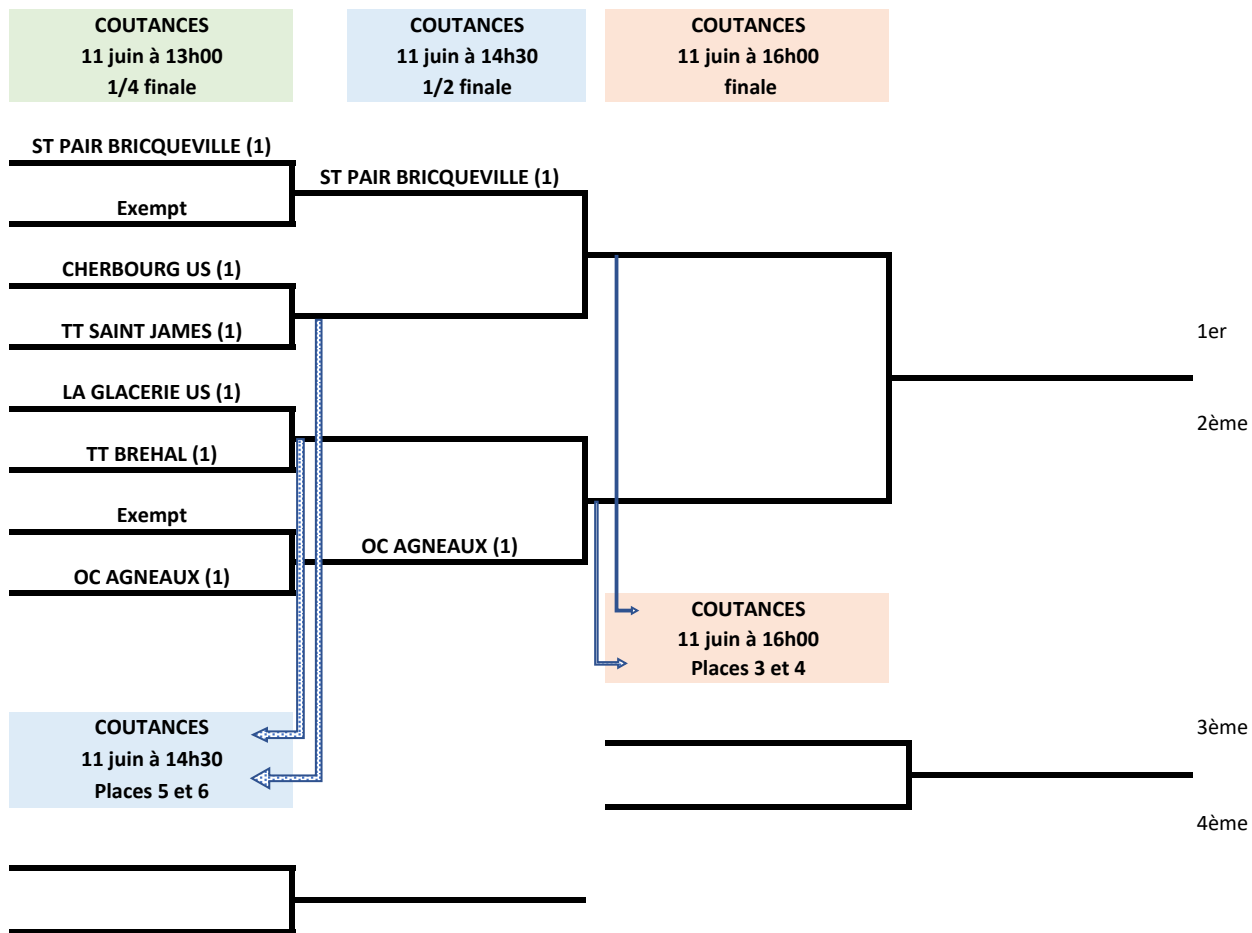 COUTANCES
11 juin à 13h00
1/4 finale
COUTANCES
11 juin à 14h30
1/2 finale
COUTANCES
11 juin à 16h00
finale
ST PAIR BRICQUEVILLE (1)
Exempt
CHERBOURG US (1)
TT SAINT JAMES (1)
LA GLACERIE US (1)
TT BREHAL (1)
Exempt
OC AGNEAUX (1)
ST PAIR BRICQUEVILLE (1)
OC AGNEAUX (1)
1er
2ème
COUTANCES
11 juin à 16h00
Places 3 et 4
3ème
4ème
COUTANCES
11 juin à 14h30
Places 5 et 6